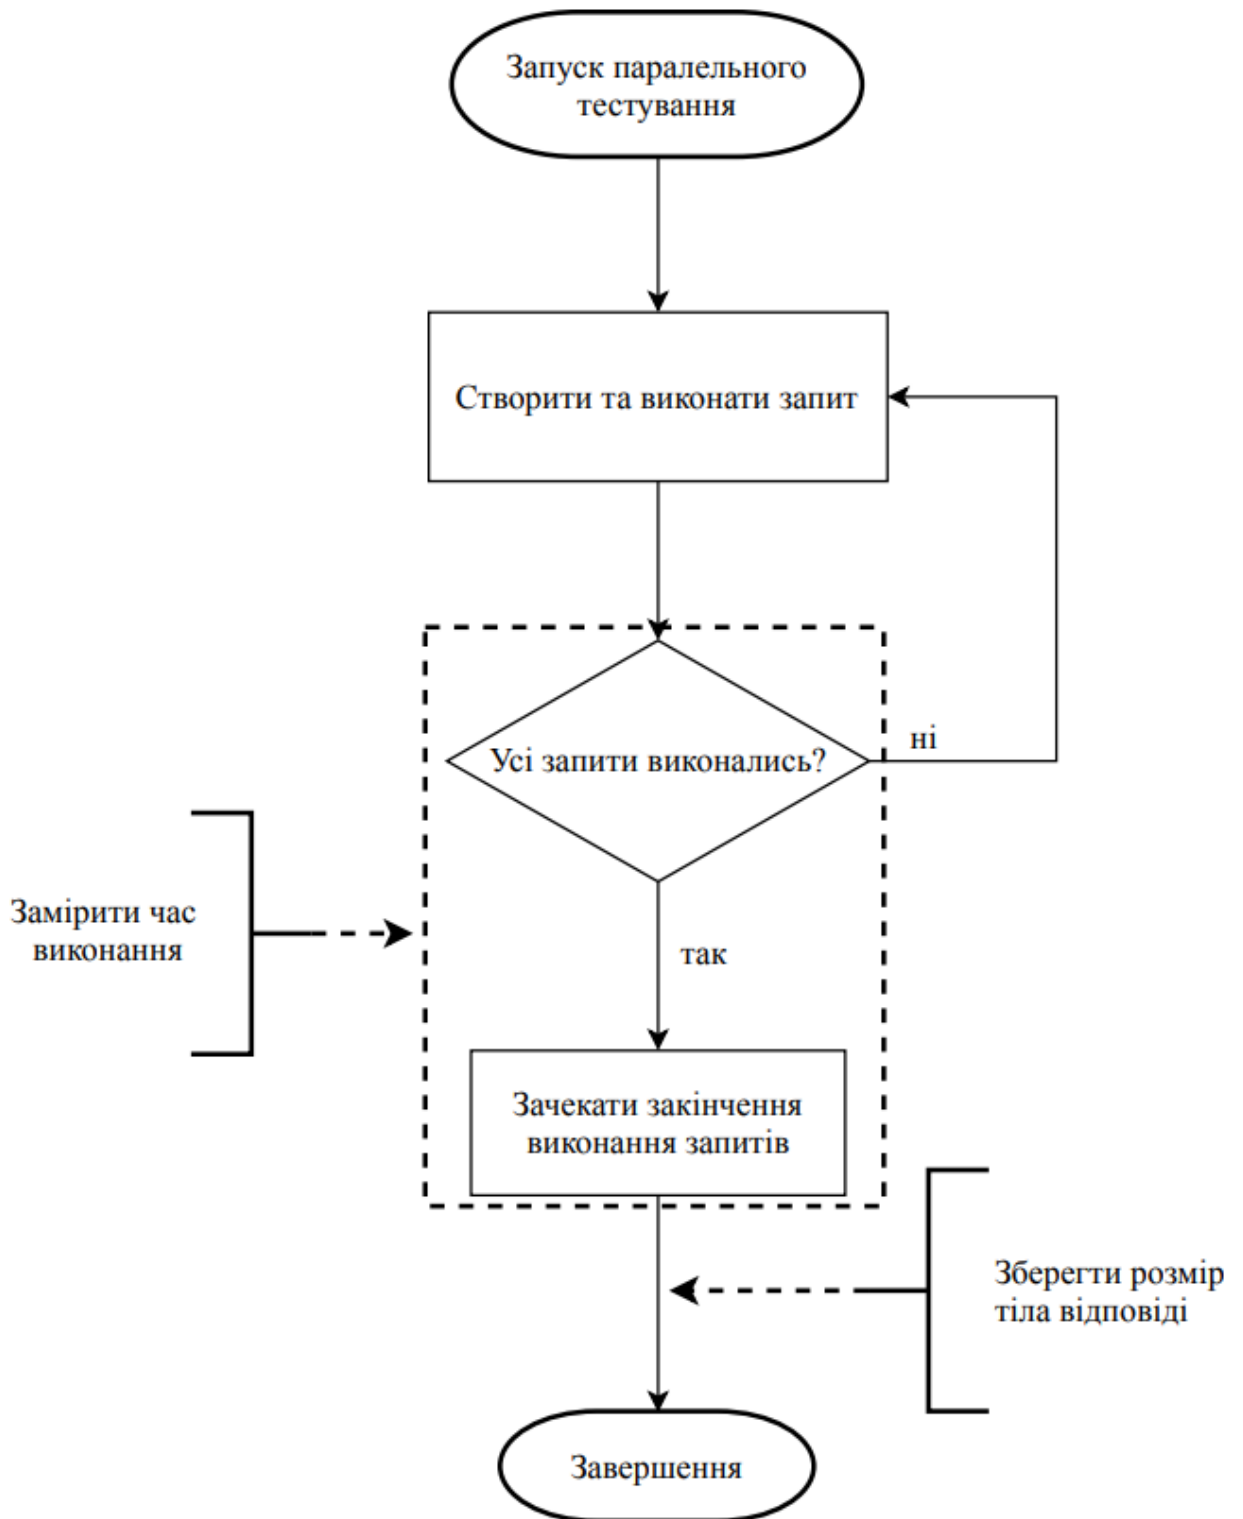 Запуск паралельного
тестування
Створити та виконати запит
Усі запити виконались?
ні
Замірити час
виконання
так
Зачекати закінчення
виконання запитів
Зберегти розмір
тіла відповіді
Завершення